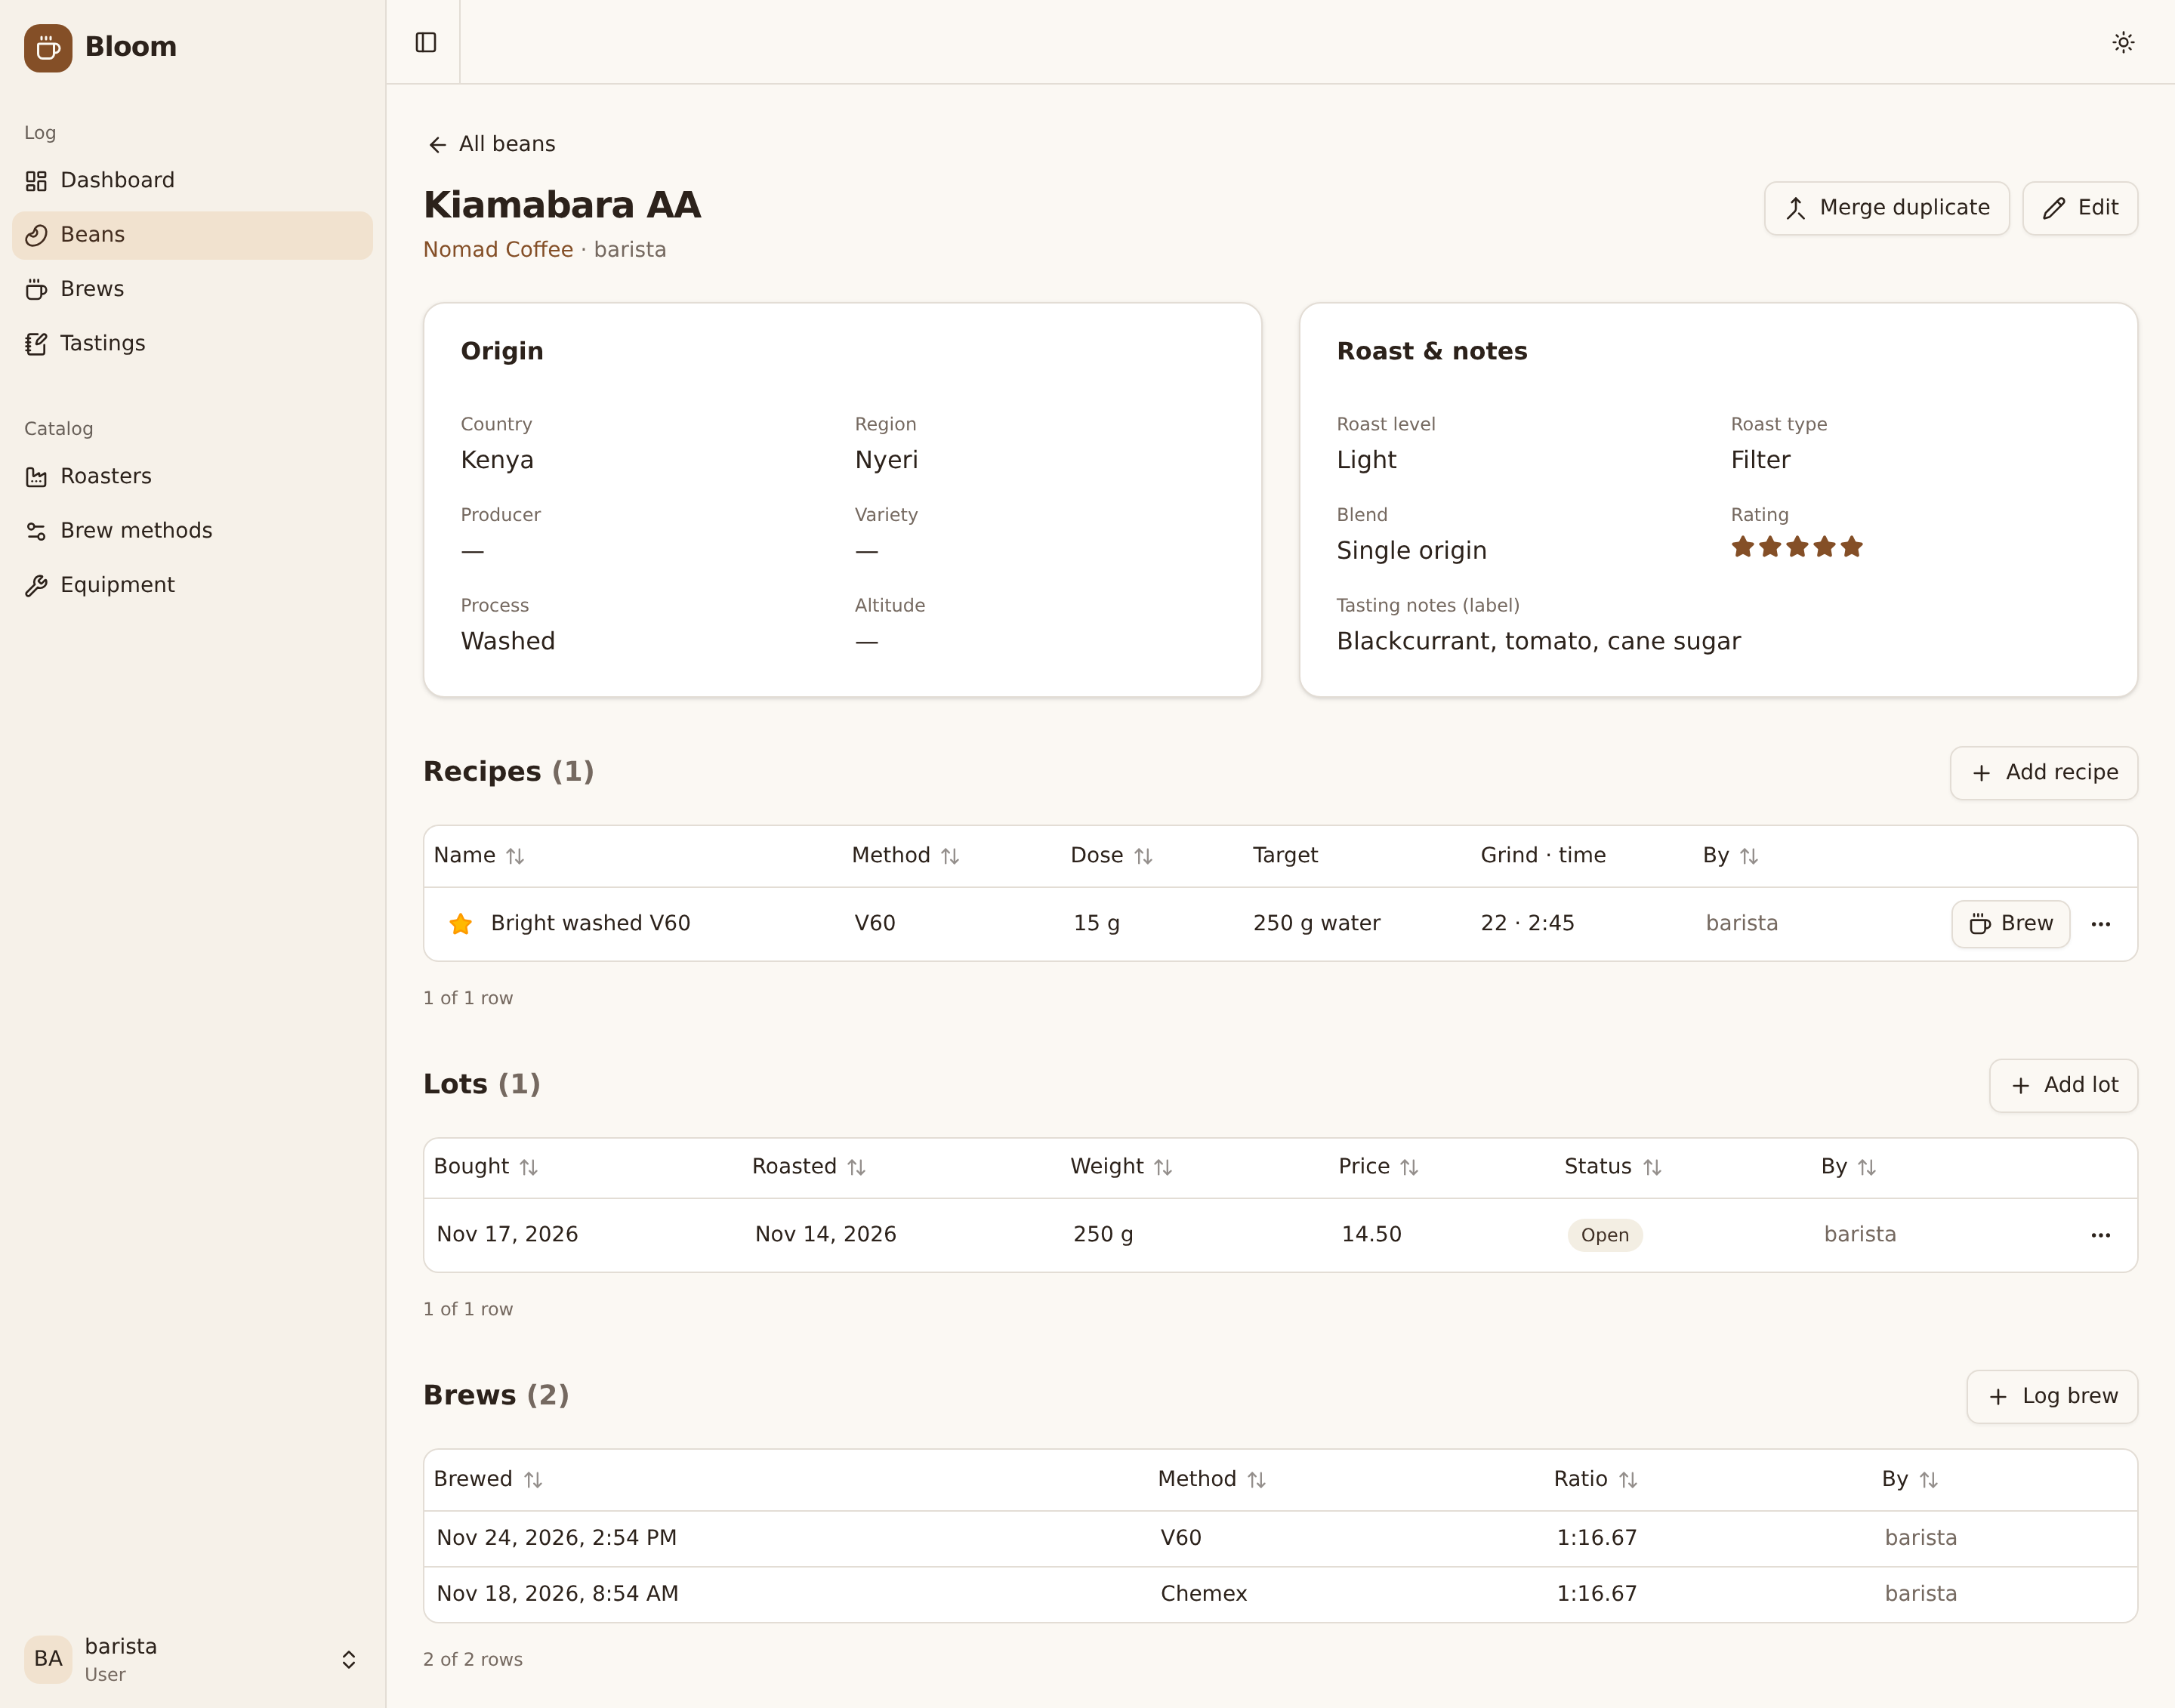 Bloom
Log
Dashboard
Beans
Brews
Tastings
Catalog
Roasters
Brew methods
Equipment
BA
barista
User
All beans
Kiamabara AA
Nomad Coffee · barista
Merge duplicate
Edit
Origin
Country
Region
Kenya
Nyeri
Producer
Variety
—
—
Process
Altitude
Washed
—
Roast & notes
Roast level
Roast type
Light
Filter
Blend
Rating
Single origin
Tasting notes (label)
Blackcurrant, tomato, cane sugar
Recipes (1)
Add recipe
Name Method Dose Target Grind · time By
Bright washed V60 V60 15 g 250 g water 22 · 2:45 barista Brew
1 of 1 row
Lots (1)
Add lot
Bought Roasted Weight Price Status By
Nov 17, 2026 Nov 14, 2026 250 g 14.50 Open barista
1 of 1 row
Brews (2)
Log brew
Brewed Method Ratio By
Nov 24, 2026, 2:54 PM V60 1:16.67 barista
Nov 18, 2026, 8:54 AM Chemex 1:16.67 barista
2 of 2 rows